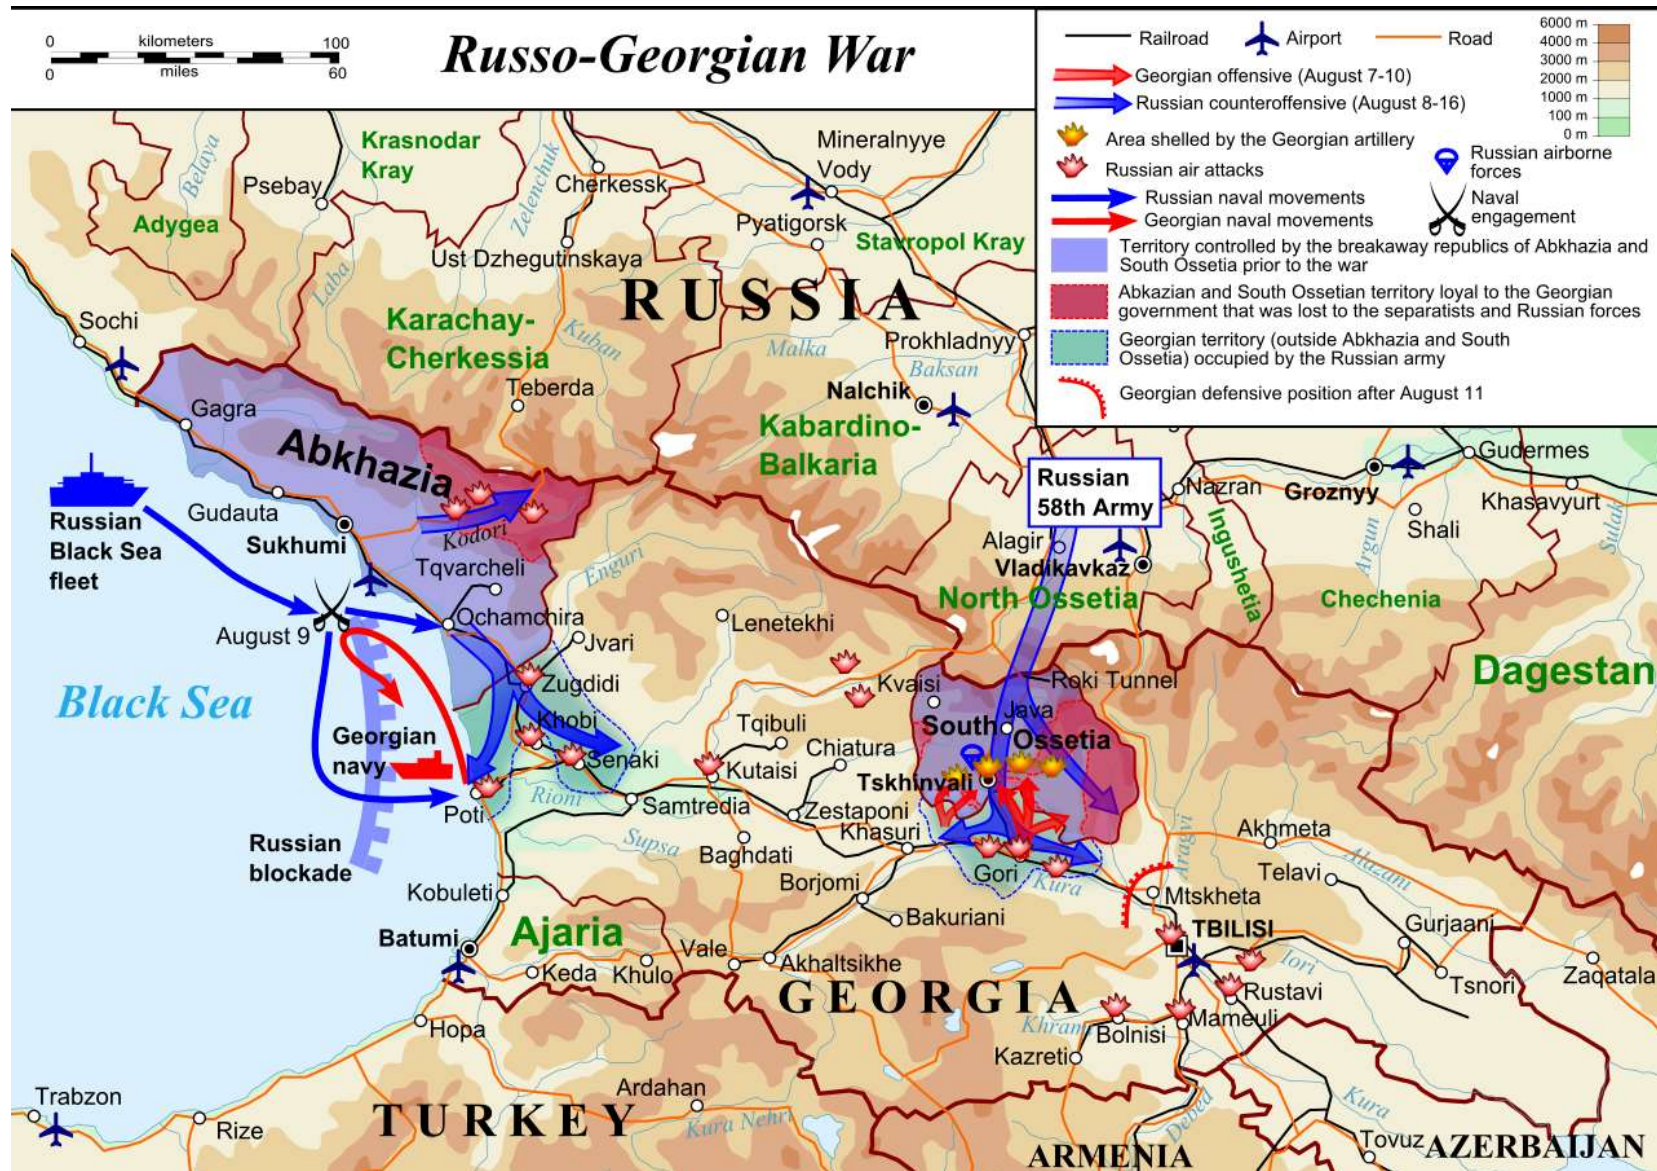 0
kilometers
100
0
miles
60
Russo-Georgian War
Railroad
Airport
Road
Georgian offensive (August 7-10)
Russian counteroffensive (August 8-16)
Area shelled by the Georgian artillery
Russian air attacks
Russian airborne
forces
Russian naval movements
Georgian naval movements
Naval
engagement
Territory controlled by the breakaway republics of Abkhazia and
South Ossetia prior to the war
Abkazian and South Ossetian territory loyal to the Georgian
government that was lost to the separatists and Russian forces
Georgian territory (outside Abkhazia and South
Ossetia) occupied by the Russian army
Georgian defensive position after August 11
6000 m
4000 m
3000 m
2000 m
1000 m
100 m
0 m
Krasnodar
Kray
Belaya
Psebay
Adygea
Laba
Zelenchuk
Cherkessk
Ust Dzhegutinskaya
Mineralnyye
Vody
Pyatigorsk
Stavropol Kray
RUSSIA
Sochi
Karachay-
Cherkessia
Kuban
Teberda
Malka
Prokhladnyy
Baksan
Nalchik
Kabardino-
Balkaria
Gagra
Abkhazia
Gudauta
Sukhumi
Kodori
Tqvarcheli
Enguri
Ochamchira
Jvari
Lenetekhi
Zugdidi
Khobi
Senaki
Russian
Black Sea
fleet
August 9
Black Sea
Georgian
navy
Poti
Rioni
Russian
blockade
Russian
58th Army
Alagir
Vladikavkaz
North Ossetia
Nazran
Ingushetia
Groznyy
Gudermes
Khasavyurt
Shali
Argun
Sulak
Chechenia
Dagestan
Kvaisi
Roki Tunnel
Java
South
Ossetia
Tskhinvali
Tqibuli
Chiatura
Kutaisi
Samtredia
Zestaponi
Khasuri
Supsa
Baghdati
Gori
Kura
Borjomi
Bakuriani
Aragvi
Akhmeta
Telavi
Alazani
Mtskheta
Gurjaani
TBILISI
Iori
Tsnori
Zaqatala
Rustavi
Kobuleti
Ajaria
Batumi
Keda
Khulo
Vale
Akhaltsikhe
GEORGIA
Khrami
Bolnisi
Mameuli
Kazreti
Hopa
Trabzon
Rize
Ardahan
TURKEY
Kura Nehri
Debed
ARMENIA
Kura
Tovuz
AZERBAIJAN